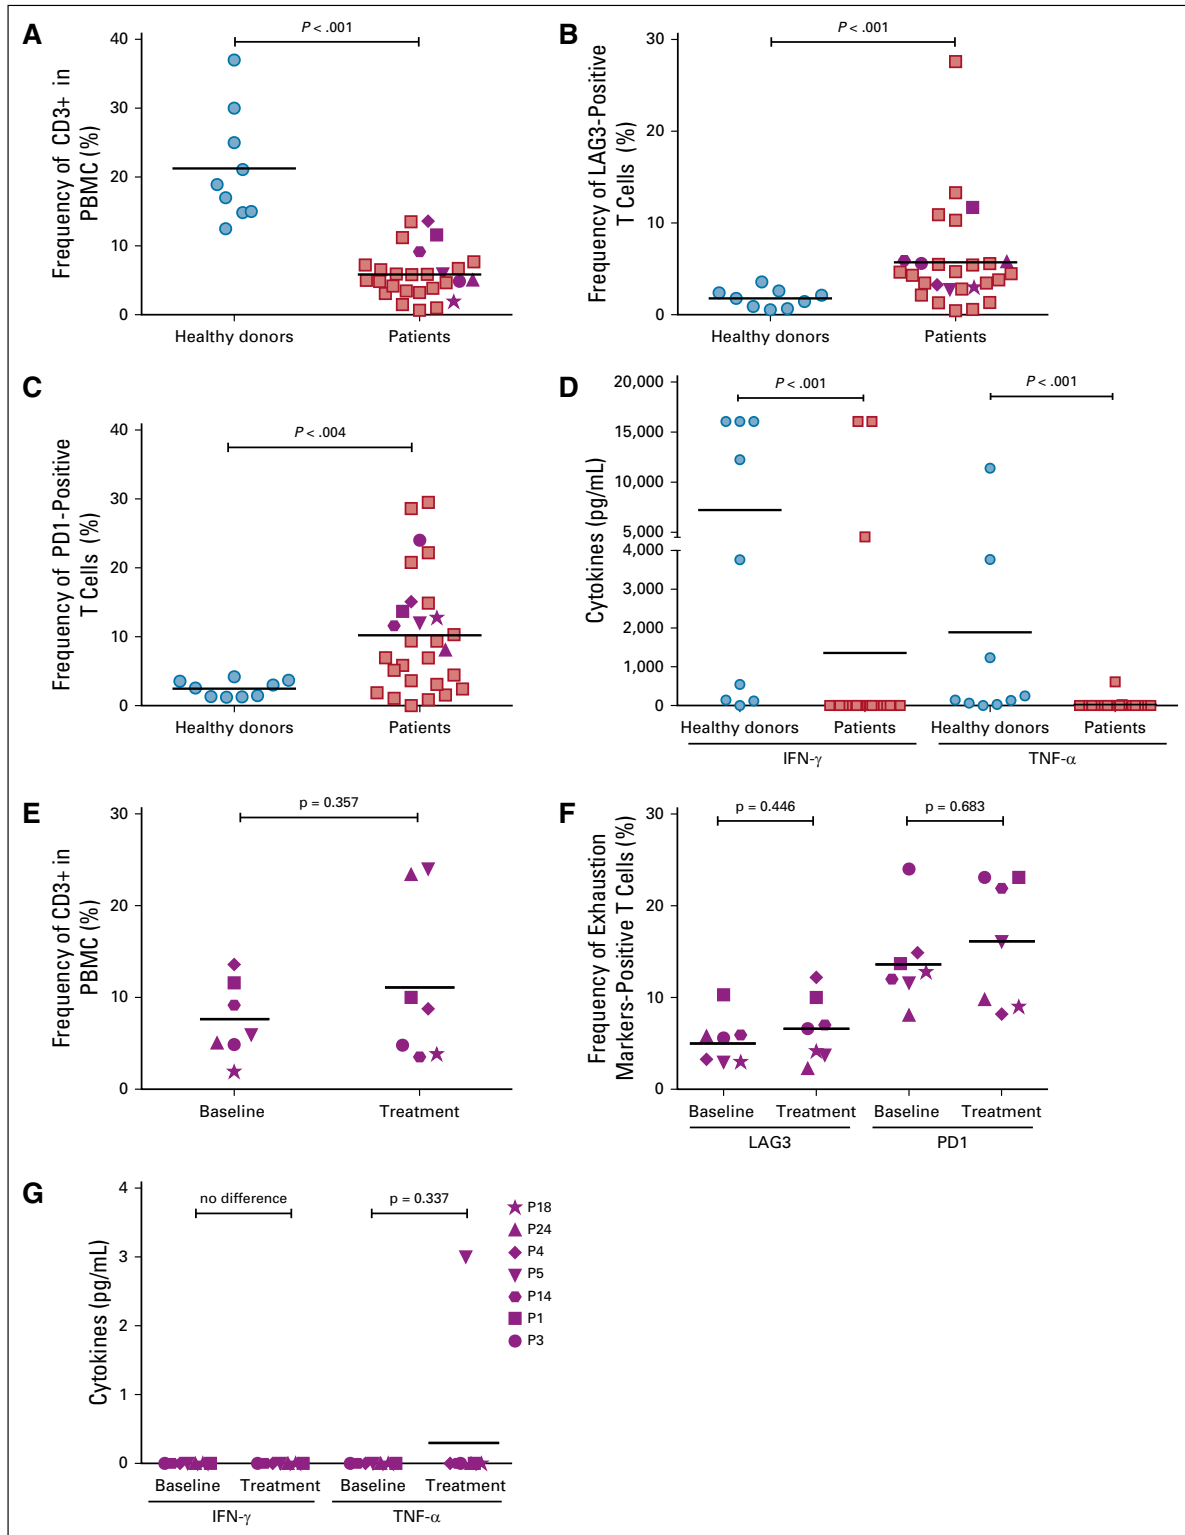 A
Frequency of CD3+ in
PBMC (%)
40
30
20
10
0
P < .001
Healthy donors
Patients
B
Frequency of LAG3-Positive
T Cells (%)
30
20
10
0
P < .001
Healthy donors
Patients
C
Frequency of PD1-Positive
T Cells (%)
40
30
20
10
0
P < .004
Healthy donors
Patients
D
Cytokines (pg/mL)
20,000
15,000
10,000
5,000
4,000
3,000
2,000
1,000
0
P < .001
P < .001
Healthy donors
Patients
Healthy donors
Patients
IFN-γ
TNF-α
E
Frequency of CD3+ in
PBMC (%)
30
20
10
0
p = 0.357
Baseline
Treatment
F
Frequency of Exhaustion
Markers-Positive T Cells (%)
30
20
10
0
p = 0.446
p = 0.683
Baseline
Treatment
Baseline
Treatment
LAG3
PD1
G
Cytokines (pg/mL)
4
3
2
1
0
no difference
p = 0.337
P18
P24
P4
P5
P14
P1
P3
Baseline
Treatment
Baseline
Treatment
IFN-γ
TNF-α